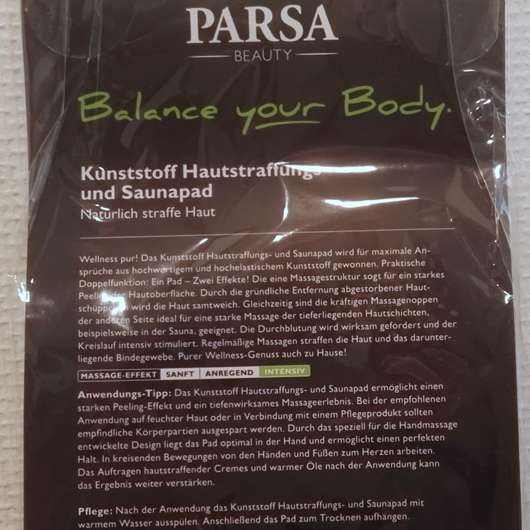 PARSA
BEAUTY
Balance your Body.
Kunststoff Hautstraffungs-
und Saunapad
Natürlich straffe Haut
Wellness pur! Das Kunststoff Hautstraffungs- und Saunapad wird für maximale An-
sprüche aus hochwertigem und hochelastischem Kunststoff gewonnen. Praktische
Doppelfunktion: Ein Pad – Zwei Effekte! Die eine Massagestruktur sogt für ein starkes
Peeling der Hautoberfläche. Durch die gründliche Entfernung abgestorbener Haut-
schüppchen wird die Haut samtweich. Gleichzeitig sind die kräftigen Massagenoppen
der anderen Seite ideal für eine starke Massage der tieferliegenden Hautschichten,
beispielsweise in der Sauna, geeignet. Die Durchblutung wird wirksam gefordert und der
Kreislauf intensiv stimuliert. Regelmäßige Massagen straffen die Haut und das darunter-
liegende Bindegewebe. Purer Wellness-Genuss auch zu Hause!
MASSAGE-EFFEKT SANFT ANREGEND INTENSIV
Anwendungs-Tipp: Das Kunststoff Hautstraffungs- und Saunapad ermöglicht einen
starken Peeling-Effekt und ein tiefenwirksames Massageerlebnis. Bei der empfohlenen
Anwendung auf feuchter Haut oder in Verbindung mit einem Pflegeprodukt sollten
empfindliche Körperpartien ausgespart werden. Durch das speziell für die Handmassage
entwickelte Design liegt das Pad optimal in der Hand und ermöglicht einen perfekten
Halt. In kreisenden Bewegungen von den Händen und Füßen zum Herzen arbeiten.
Das Auftragen hautstraffender Cremes und warmer Öle nach der Anwendung kann
das Ergebnis weiter verstärken.
Pflege: Nach der Anwendung das Kunststoff Hautstraffungs- und Saunapad mit
warmem Wasser ausspülen. Anschließend das Pad zum Trocknen aufhängen.